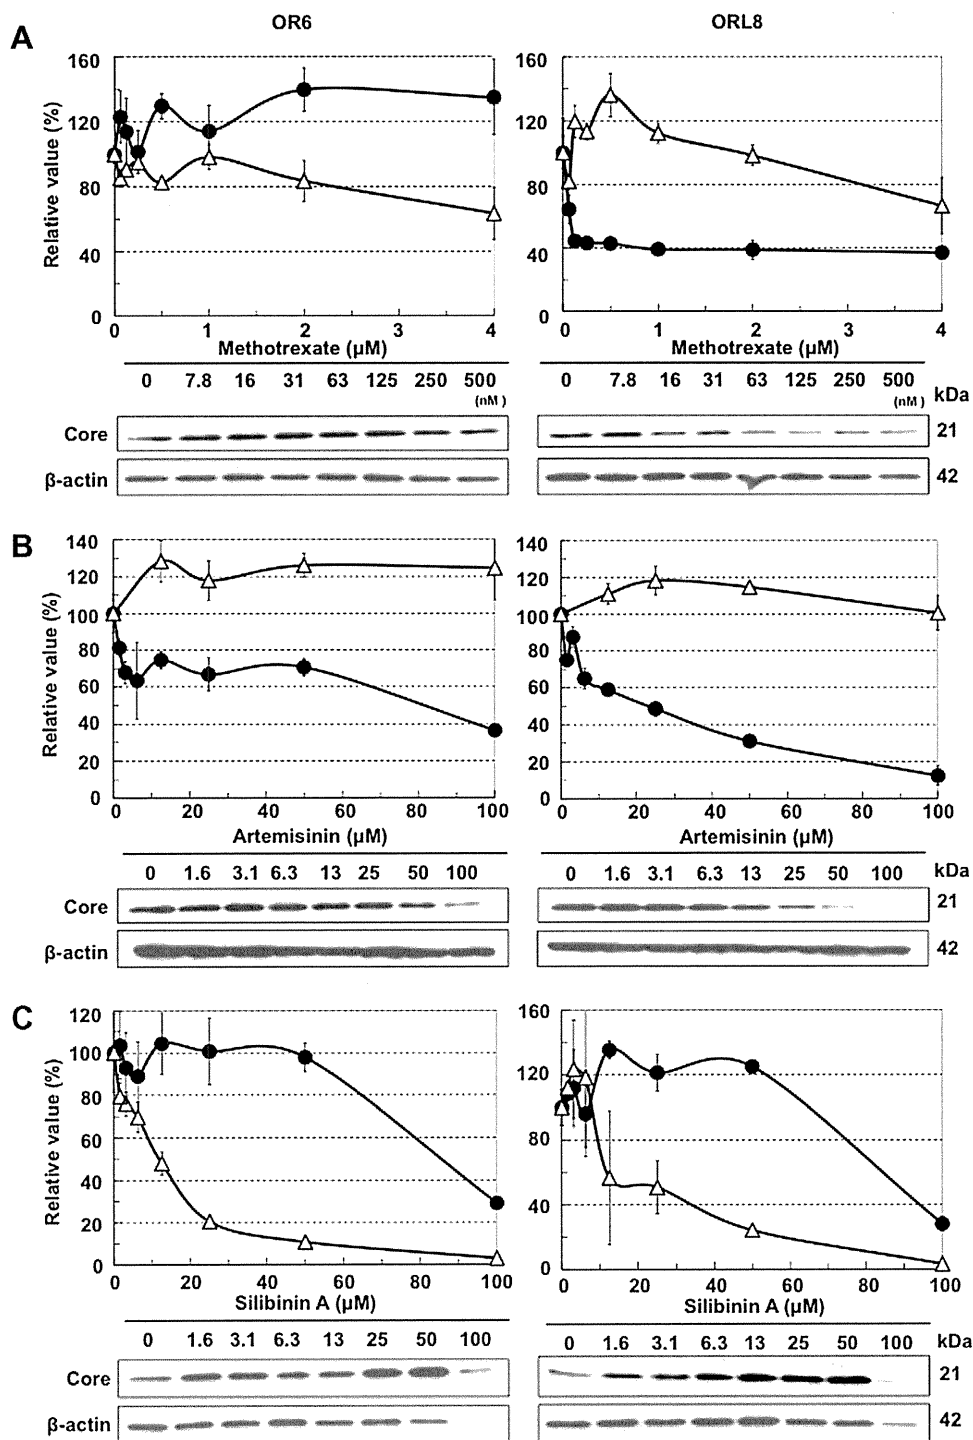 OR6 ORL8
A
160 160
120 120
80 80
40 40
0 0
Relative value (%)
0 1 2 3 4 0 1 2 3 4
Methotrexate (µM) Methotrexate (µM)
0 7.8 16 31 63 125 250 500 0 7.8 16 31 63 125 250 500 kDa
(nM) (nM)
Core 21
β-actin 42
B
140 140
120 120
100 100
80 80
60 60
40 40
20 20
0 0
Relative value (%)
0 20 40 60 80 100 0 20 40 60 80 100
Artemisinin (µM) Artemisinin (µM)
0 1.6 3.1 6.3 13 25 50 100 0 1.6 3.1 6.3 13 25 50 100 kDa
Core 21
β-actin 42
C
120 160
100 120
80 80
60 40
40 0
20
0
Relative value (%)
0 20 40 60 80 100 0 20 40 60 80 100
Silibinin A (µM) Silibinin A (µM)
0 1.6 3.1 6.3 13 25 50 100 0 1.6 3.1 6.3 13 25 50 100 kDa
Core 21
β-actin 42